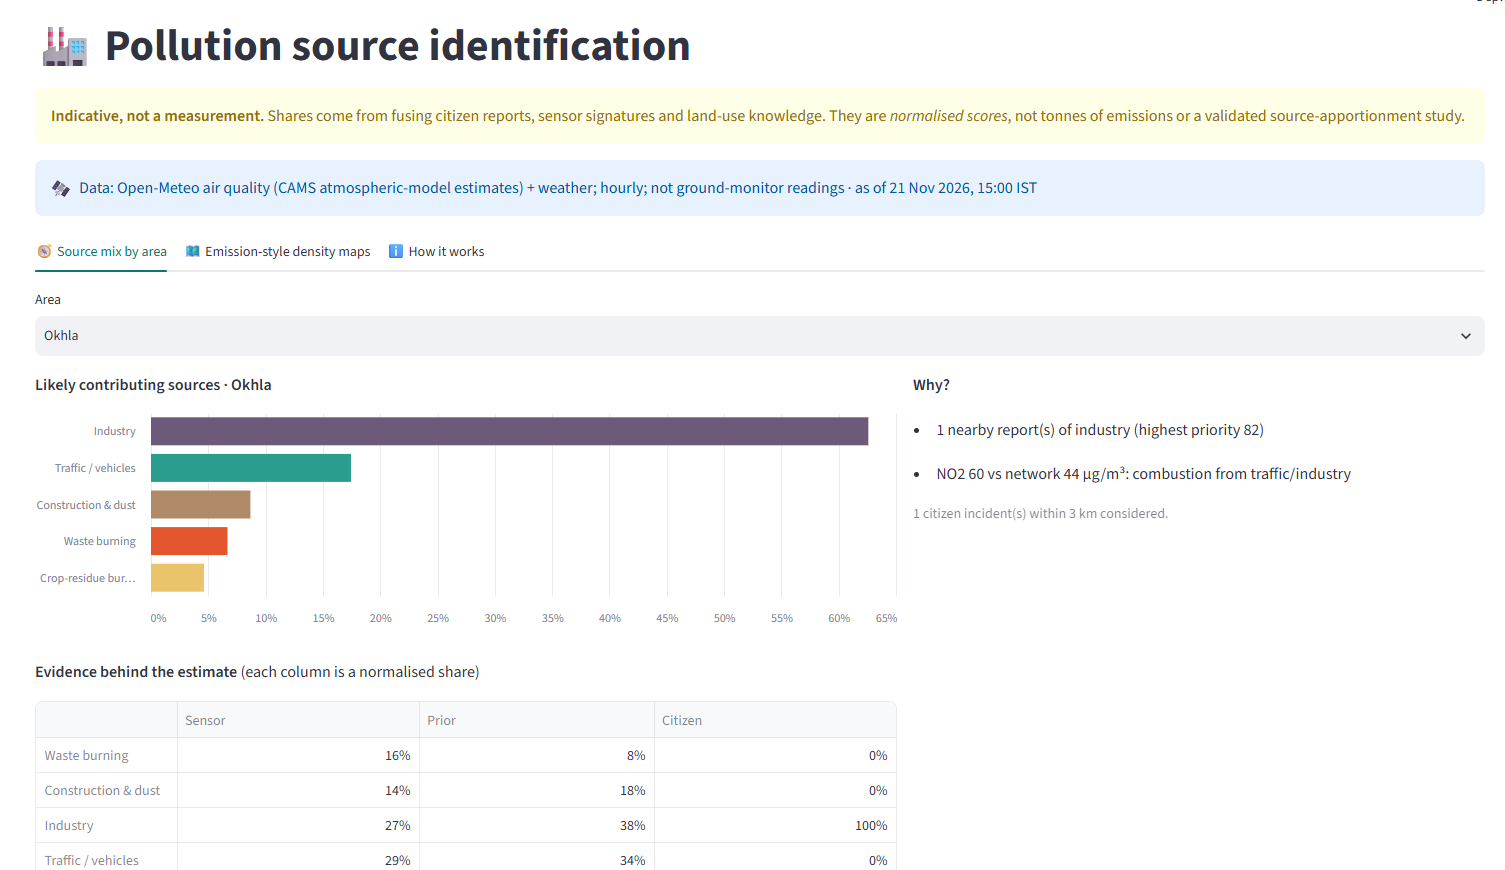 Pollution source identification
Indicative, not a measurement. Shares come from fusing citizen reports, sensor signatures and land-use knowledge. They are normalised scores, not tonnes of emissions or a validated source-apportionment study.
Data: Open-Meteo air quality (CAMS atmospheric-model estimates) + weather; hourly; not ground-monitor readings · as of 21 Nov 2026, 15:00 IST
Source mix by area
Emission-style density maps
How it works
Area
Okhla
Likely contributing sources · Okhla
Industry
Traffic / vehicles
Construction & dust
Waste burning
Crop-residue bur…
0% 5% 10% 15% 20% 25% 30% 35% 40% 45% 50% 55% 60% 65%
Why?
1 nearby report(s) of industry (highest priority 82)
NO2 60 vs network 44 µg/m³: combustion from traffic/industry
1 citizen incident(s) within 3 km considered.
Evidence behind the estimate (each column is a normalised share)
Sensor Prior Citizen
Waste burning 16% 8% 0%
Construction & dust 14% 18% 0%
Industry 27% 38% 100%
Traffic / vehicles 29% 34% 0%